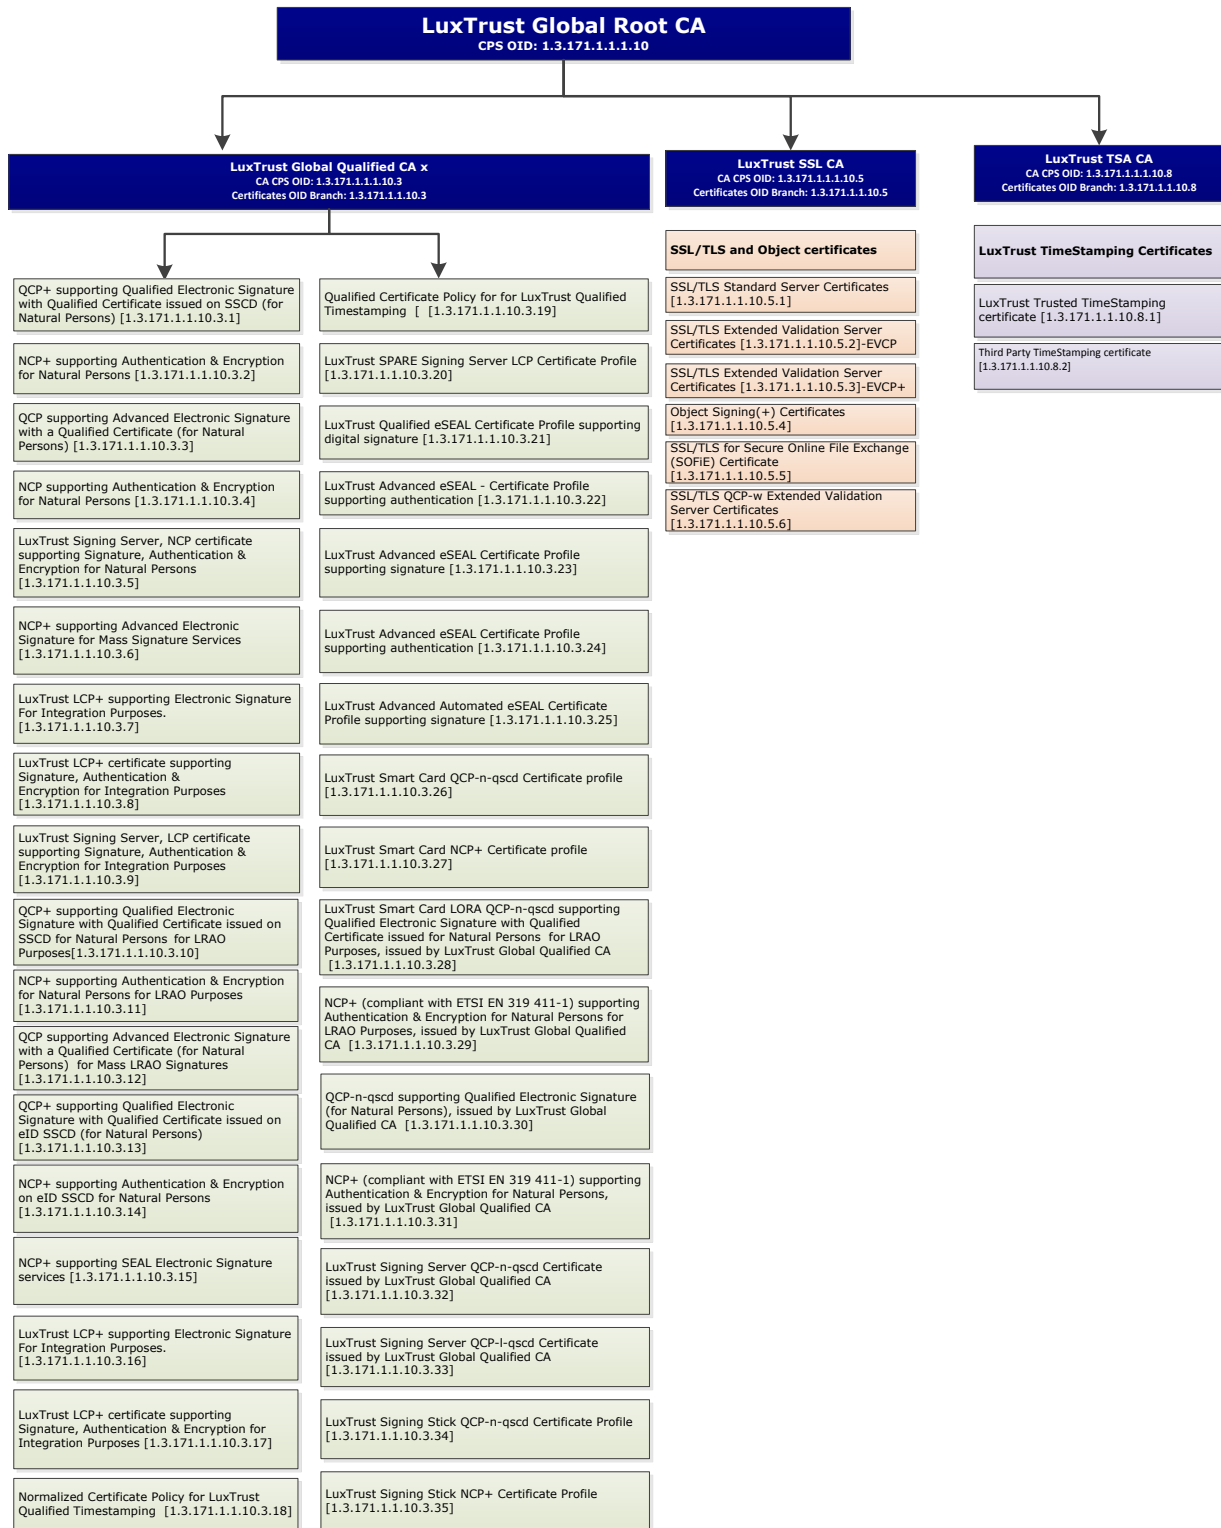 LuxTrust Global Root CA
CPS OID: 1.3.171.1.1.1.10
LuxTrust Global Qualified CA x
CA CPS OID: 1.3.171.1.1.1.10.3
Certificates OID Branch: 1.3.171.1.1.10.3
LuxTrust SSL CA
CA CPS OID: 1.3.171.1.1.1.10.5
Certificates OID Branch: 1.3.171.1.1.10.5
LuxTrust TSA CA
CA CPS OID: 1.3.171.1.1.1.10.8
Certificates OID Branch: 1.3.171.1.1.10.8
QCP+ supporting Qualified Electronic Signature
with Qualified Certificate issued on SSCD (for
Natural Persons) [1.3.171.1.1.10.3.1]
NCP+ supporting Authentication & Encryption
for Natural Persons [1.3.171.1.1.10.3.2]
QCP supporting Advanced Electronic Signature
with a Qualified Certificate (for Natural
Persons) [1.3.171.1.1.10.3.3]
NCP supporting Authentication & Encryption
for Natural Persons [1.3.171.1.1.10.3.4]
LuxTrust Signing Server, NCP certificate
supporting Signature, Authentication &
Encryption for Natural Persons
[1.3.171.1.1.10.3.5]
NCP+ supporting Advanced Electronic
Signature for Mass Signature Services
[1.3.171.1.1.10.3.6]
LuxTrust LCP+ supporting Electronic Signature
For Integration Purposes.
[1.3.171.1.1.10.3.7]
LuxTrust LCP+ certificate supporting
Signature, Authentication &
Encryption for Integration Purposes
[1.3.171.1.1.10.3.8]
LuxTrust Signing Server, LCP certificate
supporting Signature, Authentication &
Encryption for Integration Purposes
[1.3.171.1.1.10.3.9]
QCP+ supporting Qualified Electronic
Signature with Qualified Certificate issued on
SSCD for Natural Persons for LRAO
Purposes[1.3.171.1.1.10.3.10]
NCP+ supporting Authentication & Encryption
for Natural Persons for LRAO Purposes
[1.3.171.1.1.10.3.11]
QCP supporting Advanced Electronic Signature
with a Qualified Certificate (for Natural
Persons) for Mass LRAO Signatures
[1.3.171.1.1.10.3.12]
QCP+ supporting Qualified Electronic
Signature with Qualified Certificate issued on
eID SSCD (for Natural Persons)
[1.3.171.1.1.10.3.13]
NCP+ supporting Authentication & Encryption
on eID SSCD for Natural Persons
[1.3.171.1.1.10.3.14]
NCP+ supporting SEAL Electronic Signature
services [1.3.171.1.1.10.3.15]
LuxTrust LCP+ supporting Electronic Signature
For Integration Purposes.
[1.3.171.1.1.10.3.16]
LuxTrust LCP+ certificate supporting
Signature, Authentication & Encryption for
Integration Purposes [1.3.171.1.1.10.3.17]
Normalized Certificate Policy for LuxTrust
Qualified Timestamping [1.3.171.1.1.10.3.18]
Qualified Certificate Policy for for LuxTrust Qualified
Timestamping [ [1.3.171.1.1.10.3.19]
LuxTrust SPARE Signing Server LCP Certificate Profile
[1.3.171.1.1.10.3.20]
LuxTrust Qualified eSEAL Certificate Profile supporting
digital signature [1.3.171.1.1.10.3.21]
LuxTrust Advanced eSEAL - Certificate Profile
supporting authentication [1.3.171.1.1.10.3.22]
LuxTrust Advanced eSEAL Certificate Profile
supporting signature [1.3.171.1.1.10.3.23]
LuxTrust Advanced eSEAL Certificate Profile
supporting authentication [1.3.171.1.1.10.3.24]
LuxTrust Advanced Automated eSEAL Certificate
Profile supporting signature [1.3.171.1.1.10.3.25]
LuxTrust Smart Card QCP-n-qscd Certificate profile
[1.3.171.1.1.10.3.26]
LuxTrust Smart Card NCP+ Certificate profile
[1.3.171.1.1.10.3.27]
LuxTrust Smart Card LORA QCP-n-qscd supporting
Qualified Electronic Signature with Qualified
Certificate issued for Natural Persons for LRAO
Purposes, issued by LuxTrust Global Qualified CA
[1.3.171.1.1.10.3.28]
NCP+ (compliant with ETSI EN 319 411-1) supporting
Authentication & Encryption for Natural Persons for
LRAO Purposes, issued by LuxTrust Global Qualified
CA [1.3.171.1.1.10.3.29]
QCP-n-qscd supporting Qualified Electronic Signature
(for Natural Persons), issued by LuxTrust Global
Qualified CA [1.3.171.1.1.10.3.30]
NCP+ (compliant with ETSI EN 319 411-1) supporting
Authentication & Encryption for Natural Persons,
issued by LuxTrust Global Qualified CA
[1.3.171.1.1.10.3.31]
LuxTrust Signing Server QCP-n-qscd Certificate
issued by LuxTrust Global Qualified CA
[1.3.171.1.1.10.3.32]
LuxTrust Signing Server QCP-l-qscd Certificate
issued by LuxTrust Global Qualified CA
[1.3.171.1.1.10.3.33]
LuxTrust Signing Stick QCP-n-qscd Certificate Profile
[1.3.171.1.1.10.3.34]
LuxTrust Signing Stick NCP+ Certificate Profile
[1.3.171.1.1.10.3.35]
SSL/TLS and Object certificates
SSL/TLS Standard Server Certificates
[1.3.171.1.1.10.5.1]
SSL/TLS Extended Validation Server
Certificates [1.3.171.1.1.10.5.2]-EVCP
SSL/TLS Extended Validation Server
Certificates [1.3.171.1.1.10.5.3]-EVCP+
Object Signing(+) Certificates
[1.3.171.1.1.10.5.4]
SSL/TLS for Secure Online File Exchange
(SOFiE) Certificate
[1.3.171.1.1.10.5.5]
SSL/TLS QCP-w Extended Validation
Server Certificates
[1.3.171.1.1.10.5.6]
LuxTrust TimeStamping Certificates
LuxTrust Trusted TimeStamping
certificate [1.3.171.1.1.10.8.1]
Third Party TimeStamping certificate
[1.3.171.1.1.10.8.2]